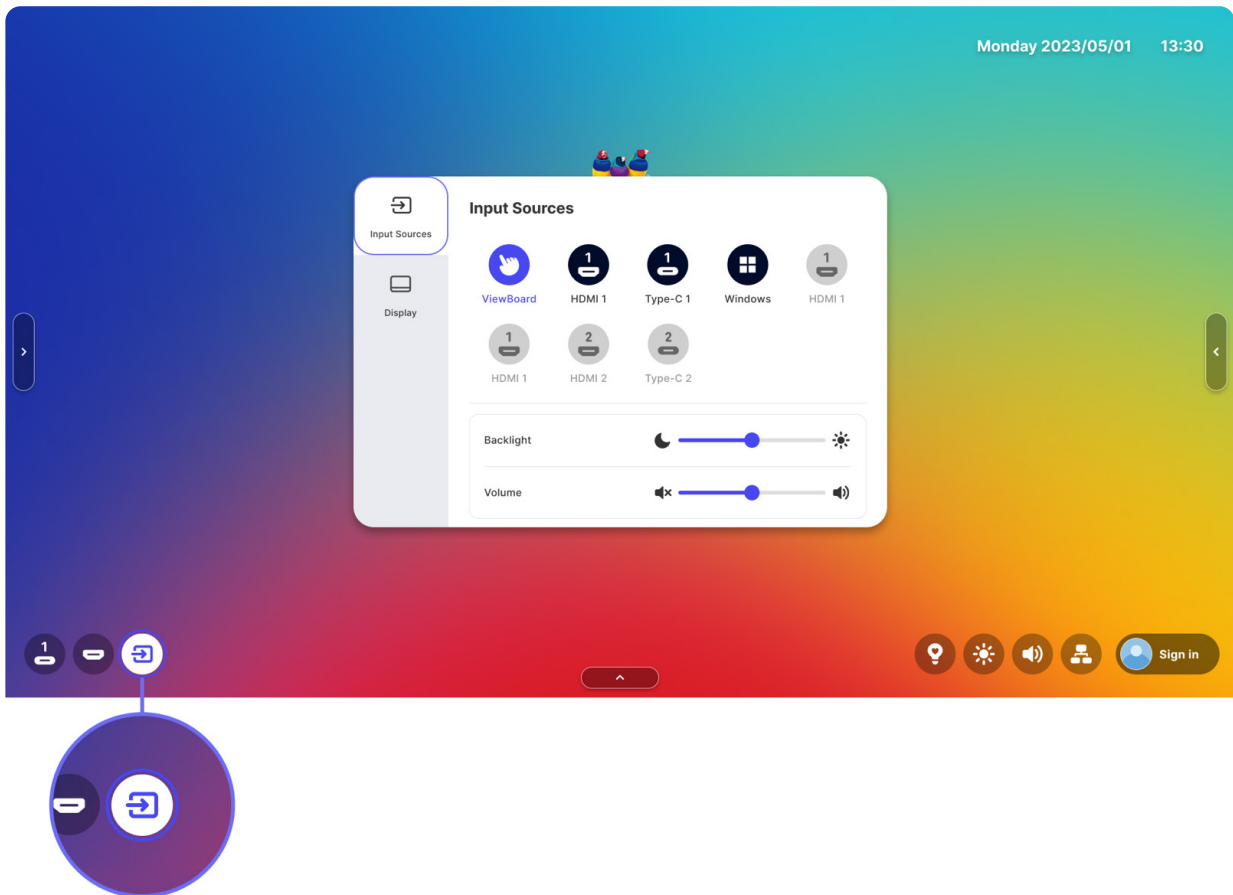 Monday 2023/05/01 13:30
Input Sources
Display
Input Sources
1 1 1
ViewBoard HDMI 1 Type-C 1 Windows HDMI 1
1 2 2
HDMI 1 HDMI 2 Type-C 2
Backlight
Volume
1
Sign in